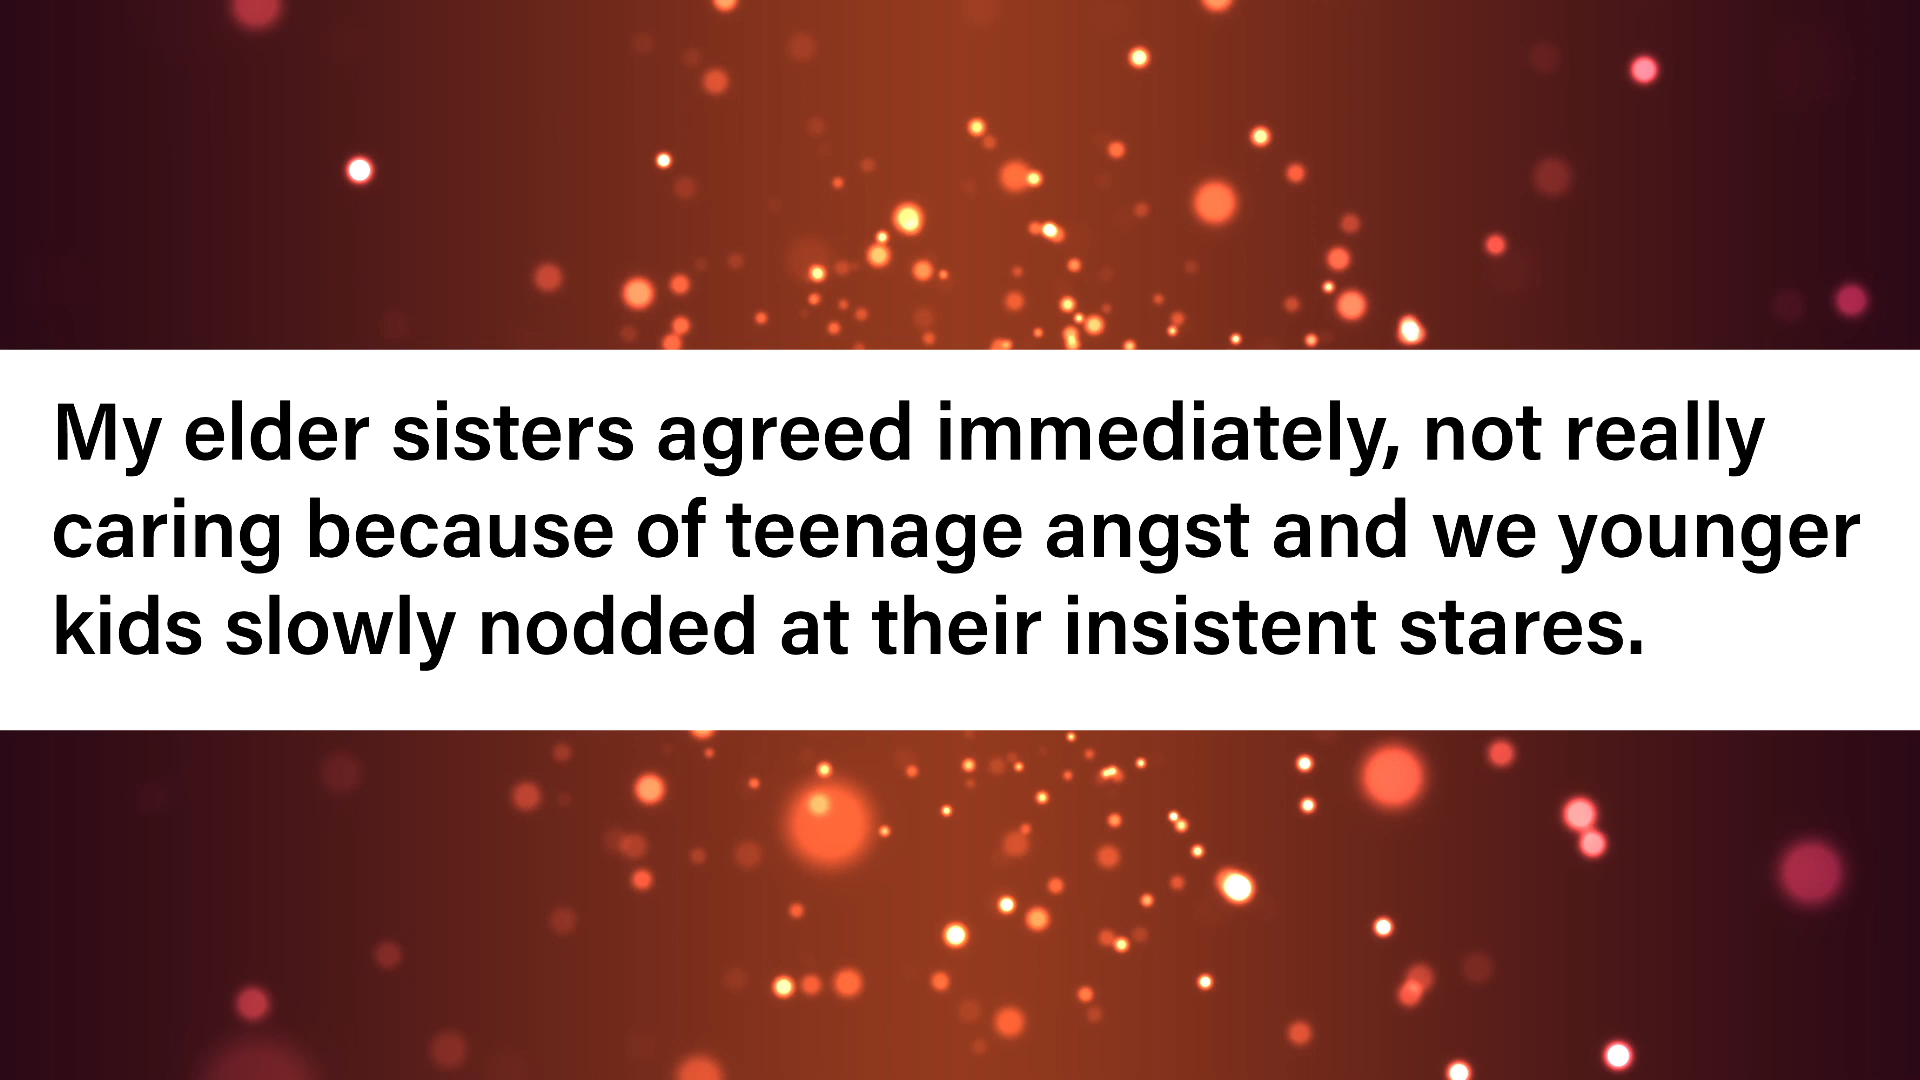 My elder sisters agreed immediately, not really
caring because of teenage angst and we younger
kids slowly nodded at their insistent stares.